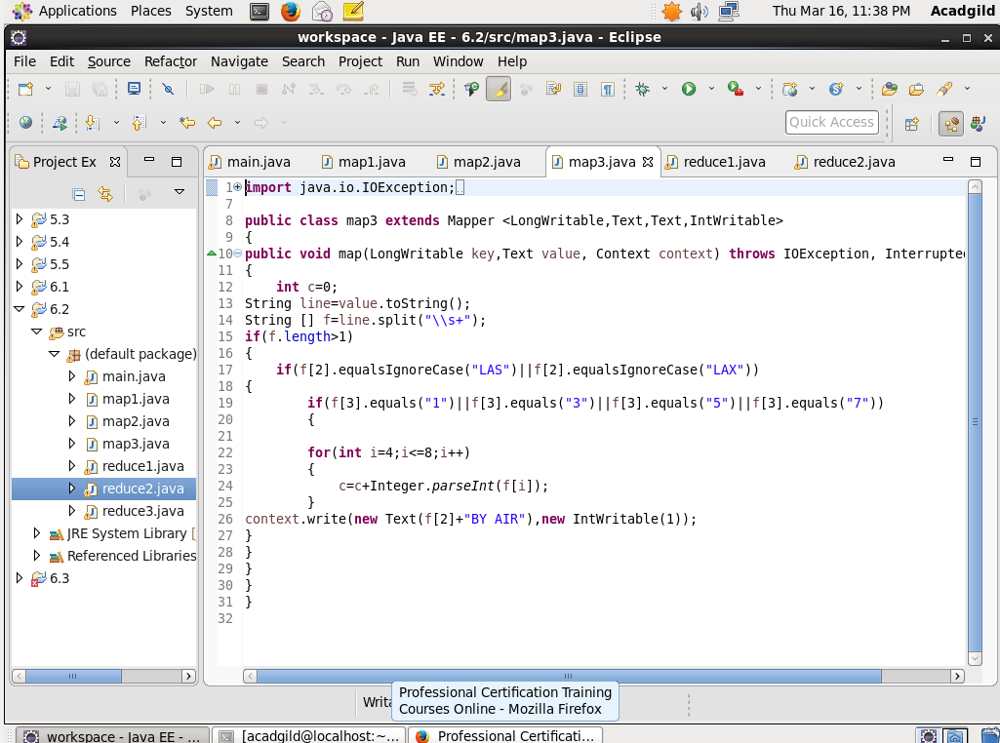 Applications Places System Thu Mar 16, 11:38 PM Acadgild
workspace - Java EE - 6.2/src/map3.java - Eclipse
File Edit Source Refactor Navigate Search Project Run Window Help
Quick Access
Project Ex
main.java map1.java map2.java map3.java reduce1.java reduce2.java
5.3
5.4
5.5
6.1
6.2
src
(default package)
main.java
map1.java
map2.java
map3.java
reduce1.java
reduce2.java
reduce3.java
JRE System Library [
Referenced Libraries
6.3
1 import java.io.IOException;
7
8 public class map3 extends Mapper <LongWritable,Text,Text,IntWritable>
9 {
10 public void map(LongWritable key,Text value, Context context) throws IOException, Interrupte
11 {
12 int c=0;
13 String line=value.toString();
14 String [] f=line.split("\\s+");
15 if(f.length>1)
16 {
17 if(f[2].equalsIgnoreCase("LAS")||f[2].equalsIgnoreCase("LAX"))
18 {
19 if(f[3].equals("1")||f[3].equals("3")||f[3].equals("5")||f[3].equals("7"))
20 {
21
22 for(int i=4;i<=8;i++)
23 {
24 c=c+Integer.parseInt(f[i]);
25 }
26 context.write(new Text(f[2]+"BY AIR"),new IntWritable(1));
27 }
28 }
29 }
30 }
31 }
32
Writa
Professional Certification Training
Courses Online - Mozilla Firefox
workspace - Java EE - ... [acadgild@localhost:~... Professional Certificati...